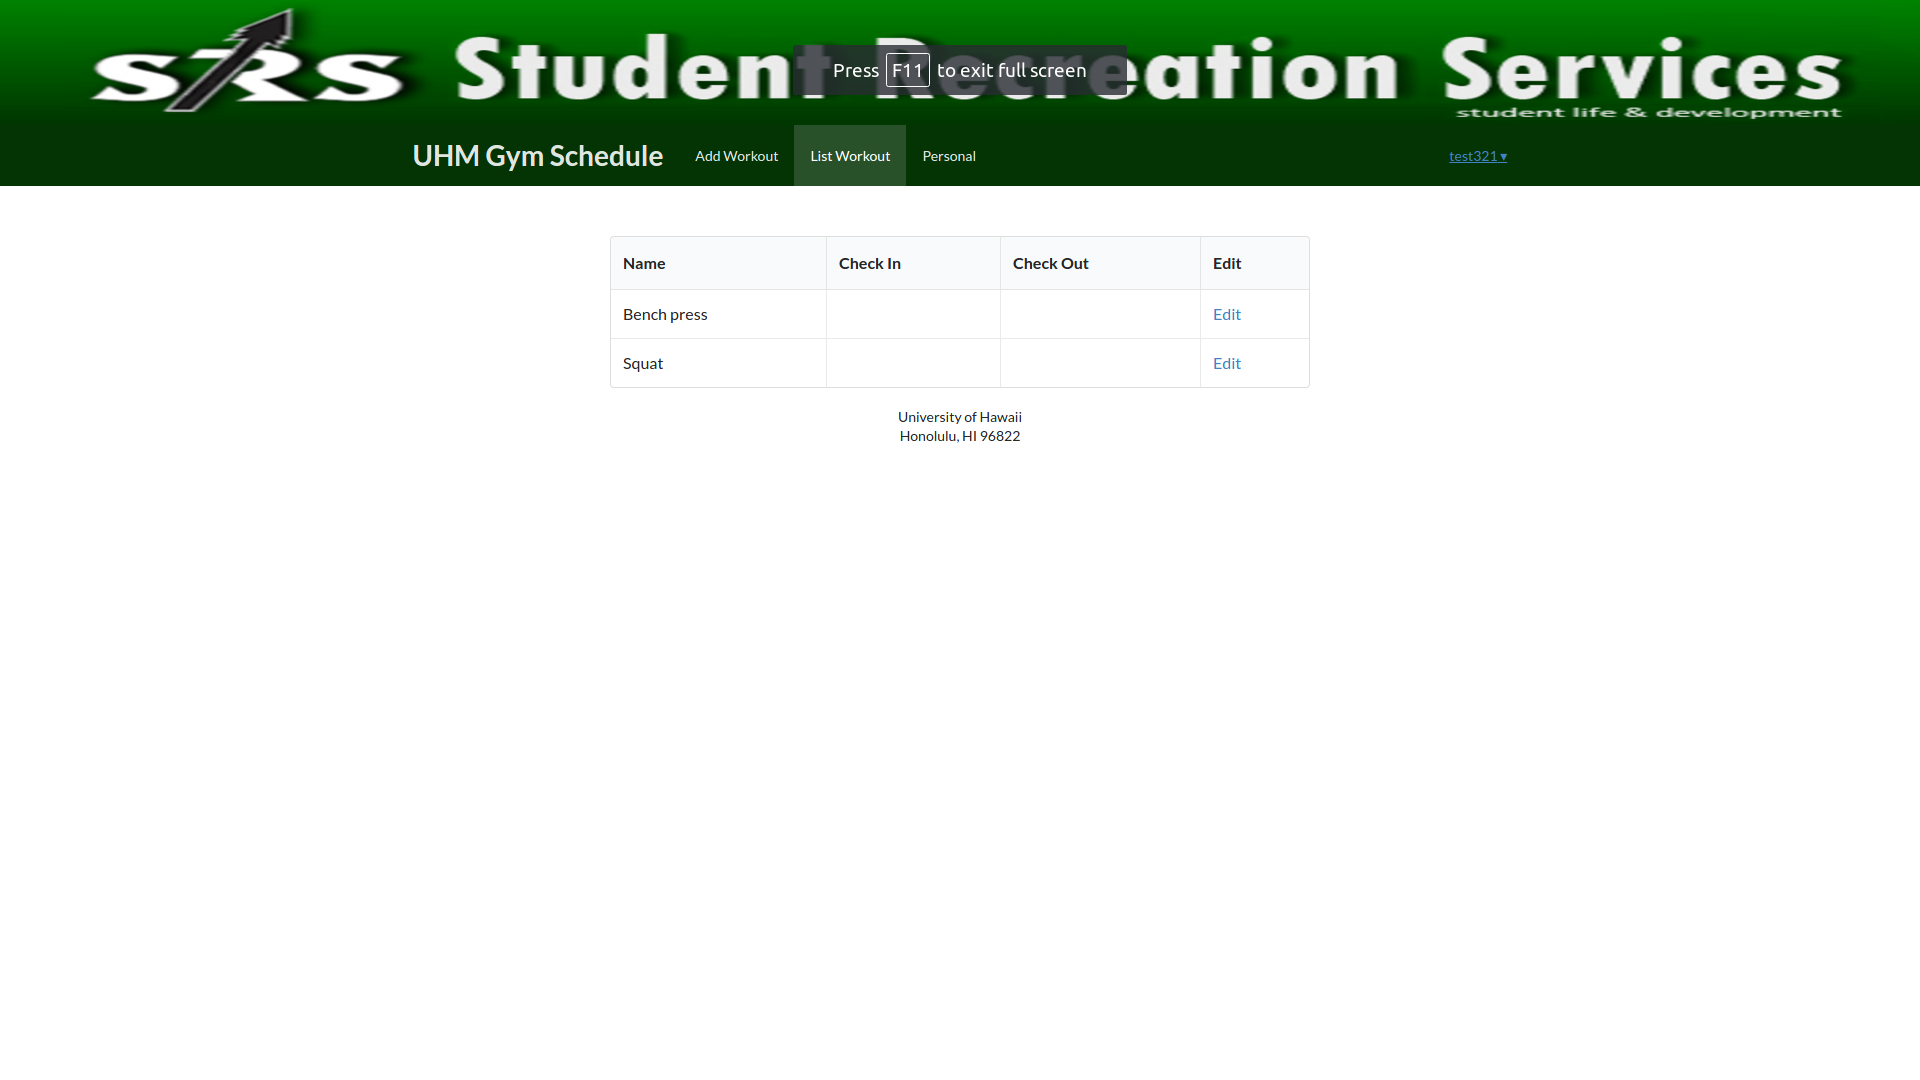 SRS Student Recreation Services
student life & development
Press F11 to exit full screen
UHM Gym Schedule Add Workout List Workout Personal test321 ▾
Name Check In Check Out Edit
Bench press Edit
Squat Edit
University of Hawaii
Honolulu, HI 96822